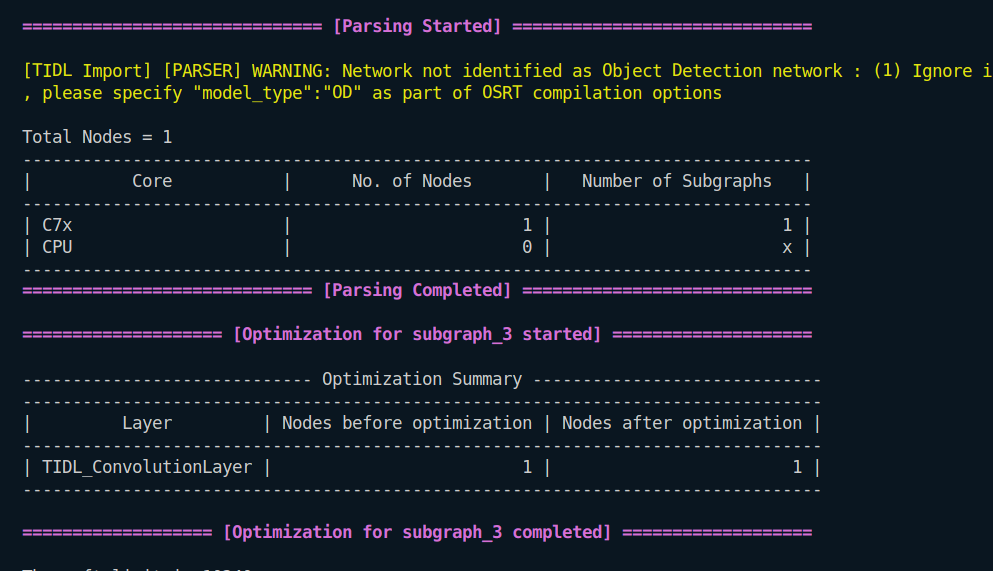 ============================== [Parsing Started] ==============================
[TIDL Import] [PARSER] WARNING: Network not identified as Object Detection network : (1) Ignore
, please specify "model_type":"OD" as part of OSRT compilation options
Total Nodes = 1
-------------------------------------------------------------------------------
|          Core           |      No. of Nodes       |   Number of Subgraphs   |
-------------------------------------------------------------------------------
| C7x                     |                       1 |                       1 |
| CPU                     |                       0 |                       x |
-------------------------------------------------------------------------------
============================= [Parsing Completed] =============================
==================== [Optimization for subgraph_3 started] ====================
----------------------------- Optimization Summary -----------------------------
--------------------------------------------------------------------------------
|         Layer         | Nodes before optimization | Nodes after optimization |
--------------------------------------------------------------------------------
| TIDL_ConvolutionLayer |                         1 |                        1 |
--------------------------------------------------------------------------------
=================== [Optimization for subgraph_3 completed] ===================